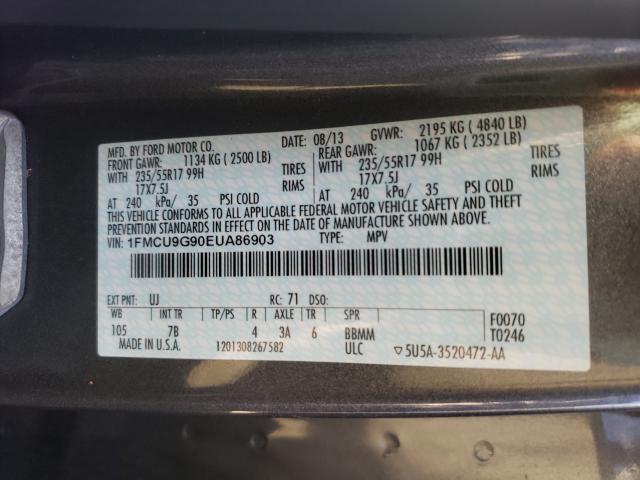 MFD. BY FORD MOTOR CO.
DATE: 08/13 GVWR: 2195 KG ( 4840 LB)
FRONT GAWR: 1134 KG ( 2500 LB)
REAR GAWR: 1067 KG ( 2352 LB)
WITH 235/55R17 99H TIRES
WITH 235/55R17 99H TIRES
17X7.5J RIMS
17X7.5J RIMS
AT 240 kPa/ 35 PSI COLD
AT 240 kPa/ 35 PSI COLD
THIS VEHICLE CONFORMS TO ALL APPLICABLE FEDERAL MOTOR VEHICLE SAFETY AND THEFT
PREVENTION STANDARDS IN EFFECT ON THE DATE OF MANUFACTURE SHOWN ABOVE.
VIN: 1FMCU9G90EUA86903 TYPE: MPV
EXT PNT: UJ RC: 71 DSO:
WB INT TR TP/PS R AXLE TR SPR
105 7B 4 3A 6 BBMM
F0070
T0246
MADE IN U.S.A. 1201308267582 ULC ▽5U5A-3520472-AA